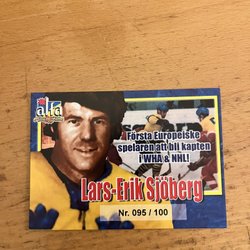 alfa
Första Europeiske
spelaren att bli kapten
i WHA & NHL!
Lars-Erik Sjöberg
Nr. 095 / 100